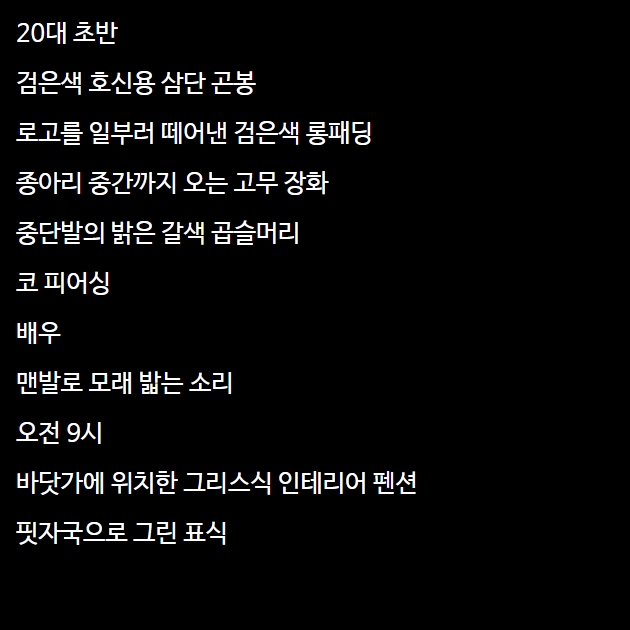 20대 초반
검은색 호신용 삼단 곤봉
로고를 일부러 떼어낸 검은색 롱패딩
종아리 중간까지 오는 고무 장화
중단발의 밝은 갈색 곱슬머리
코 피어싱
배우
맨발로 모래 밟는 소리
오전 9시
바닷가에 위치한 그리스식 인테리어 펜션
핏자국으로 그린 표식